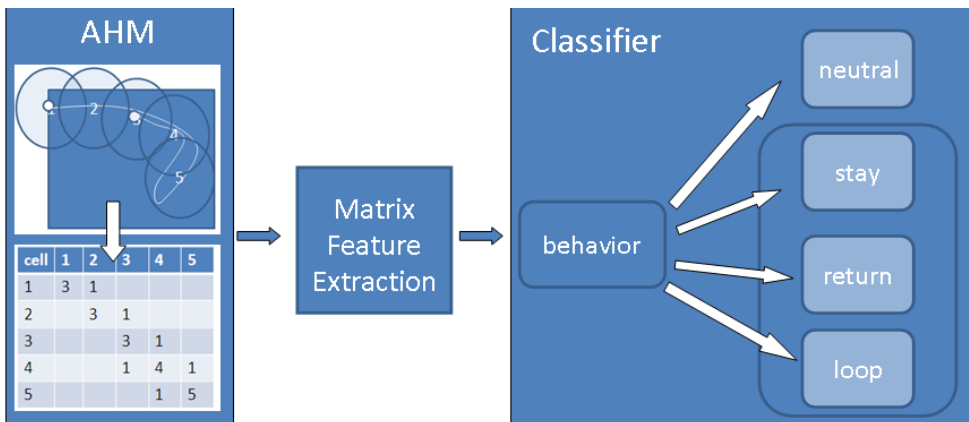 AHM
1
2
3
4
5
cell 1 2 3 4 5
1 3 1
2 3 1
3 3 1
4 1 4 1
5 1 5
Matrix
Feature
Extraction
Classifier
behavior
neutral
stay
return
loop